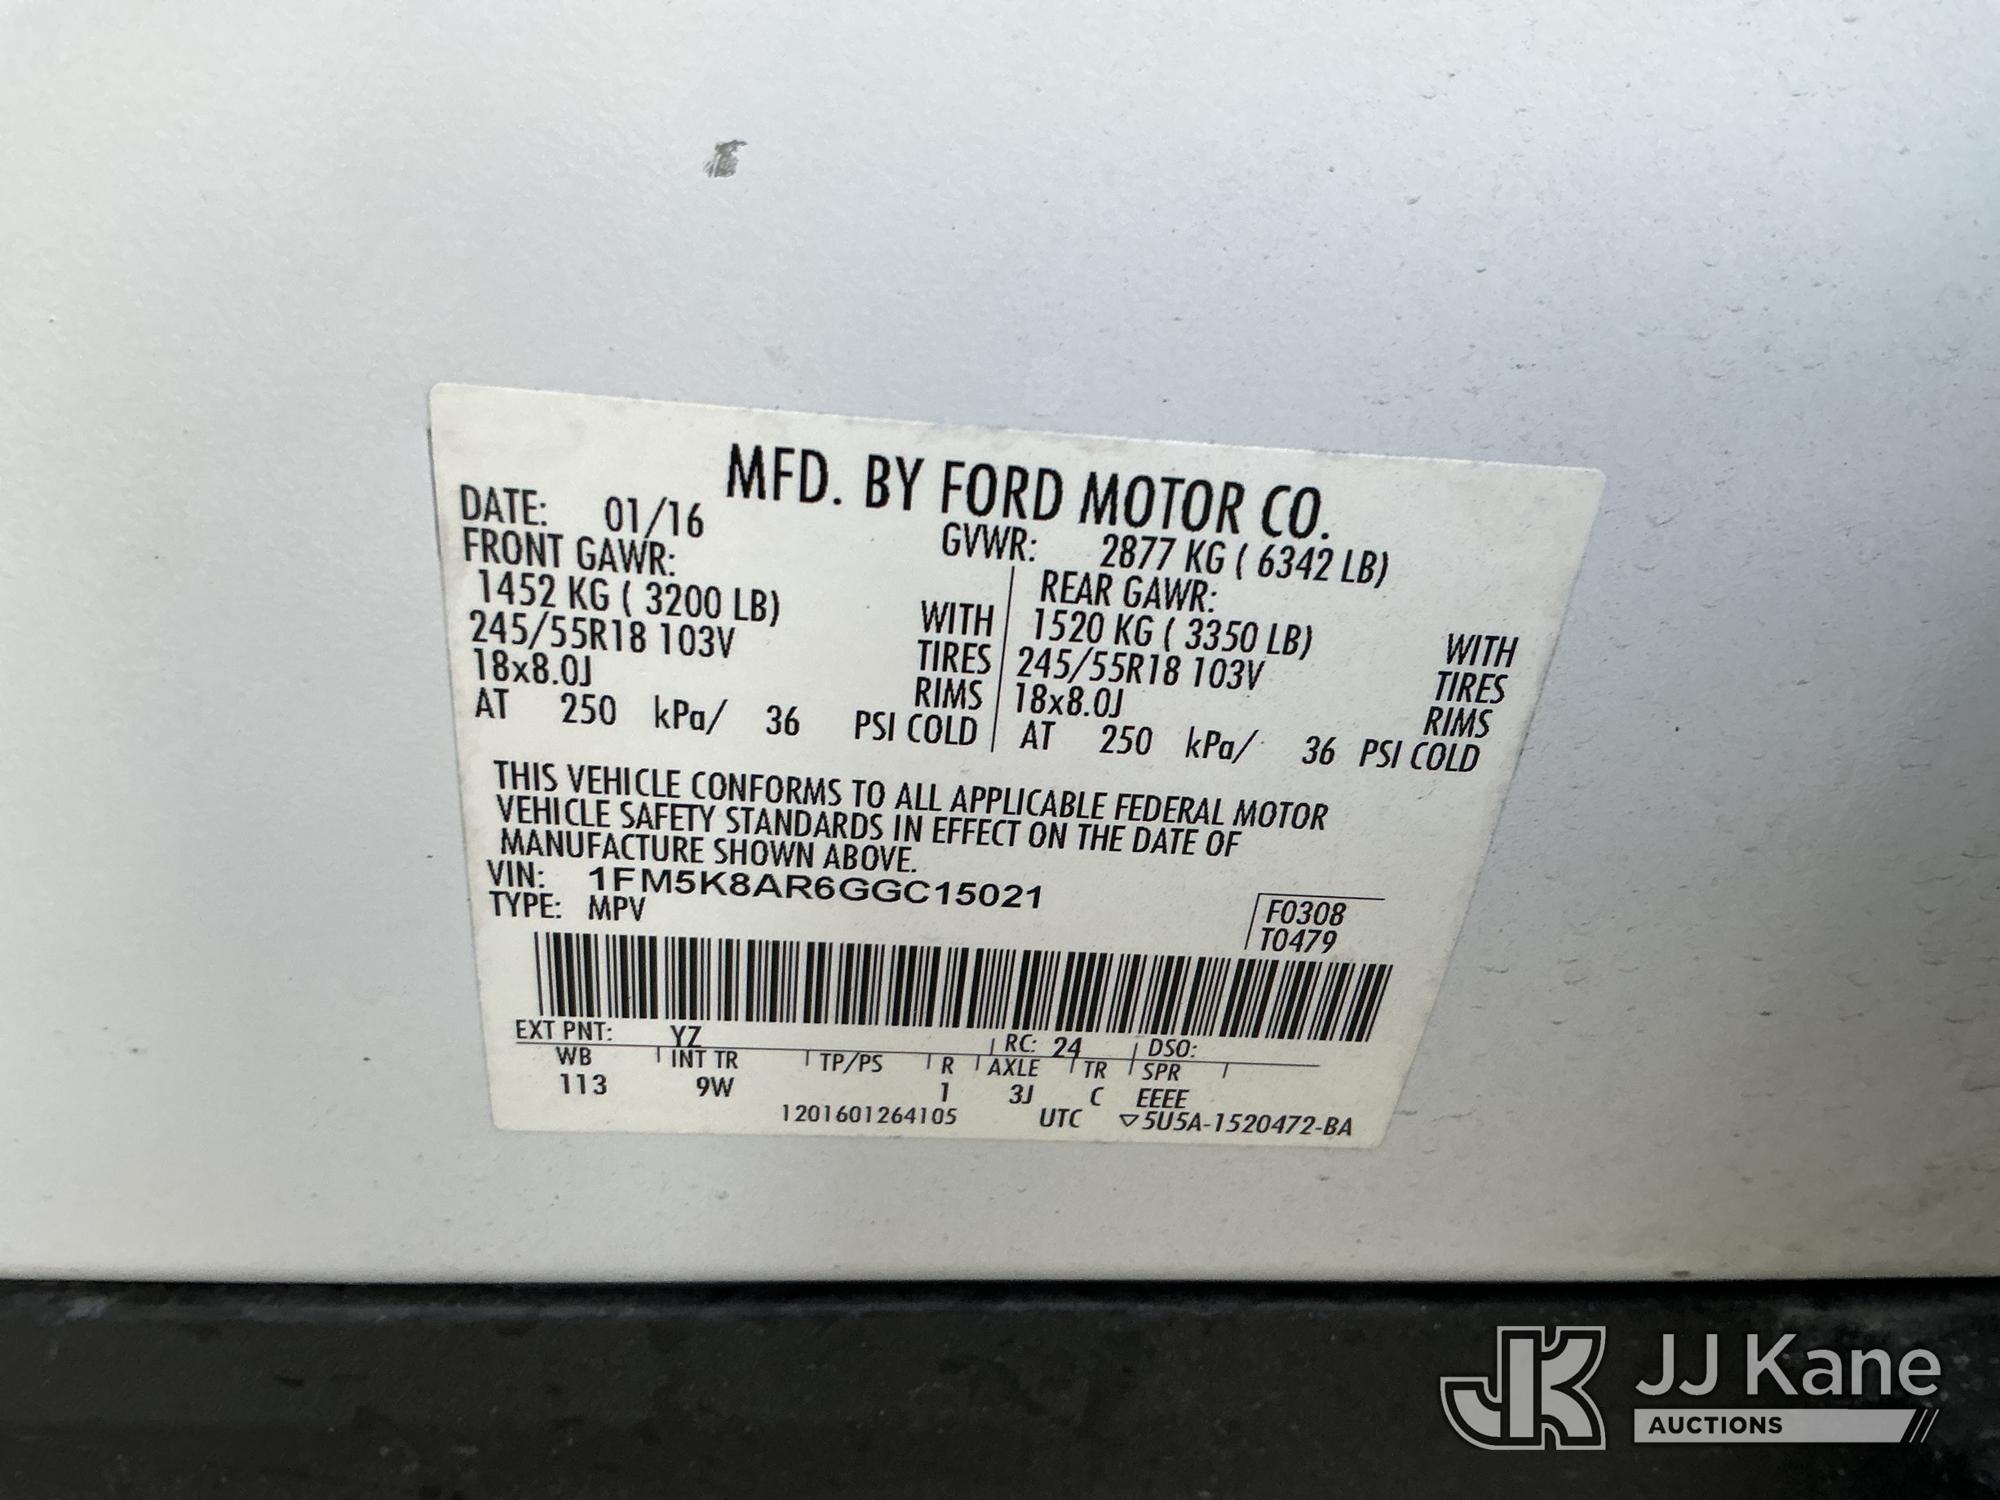 MFD. BY FORD MOTOR CO.
DATE: 01/16 GVWR: 2877 KG ( 6342 LB)
FRONT GAWR: REAR GAWR:
1452 KG ( 3200 LB) WITH 1520 KG ( 3350 LB) WITH
245/55R18 103V TIRES 245/55R18 103V TIRES
18x8.0J RIMS 18x8.0J RIMS
AT 250 kPa/ 36 PSI COLD AT 250 kPa/ 36 PSI COLD
THIS VEHICLE CONFORMS TO ALL APPLICABLE FEDERAL MOTOR
VEHICLE SAFETY STANDARDS IN EFFECT ON THE DATE OF
MANUFACTURE SHOWN ABOVE.
VIN: 1FM5K8AR6GGC15021
TYPE: MPV
F0308
T0479
EXT PNT: YZ RC: 24 DSO:
WB INT TR TP/PS R AXLE TR SPR
113 9W 1 3J C EEEE
1201601264105 UTC ▽5U5A-1520472-BA
JK JJ Kane
AUCTIONS